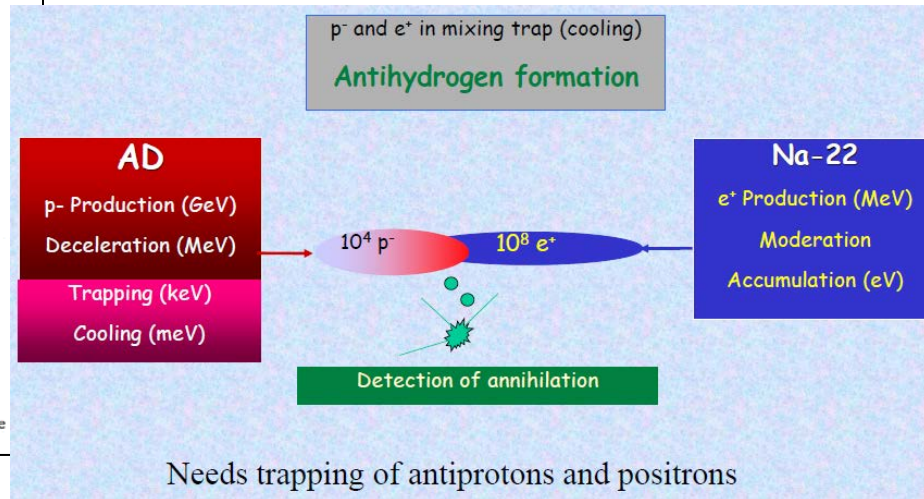 p⁻ and e⁺ in mixing trap (cooling)
Antihydrogen formation
AD
p- Production (GeV)
Deceleration (MeV)
Trapping (keV)
Cooling (meV)
10⁴ p⁻
10⁸ e⁺
Na-22
e⁺ Production (MeV)
Moderation
Accumulation (eV)
Detection of annihilation
e
Needs trapping of antiprotons and positrons